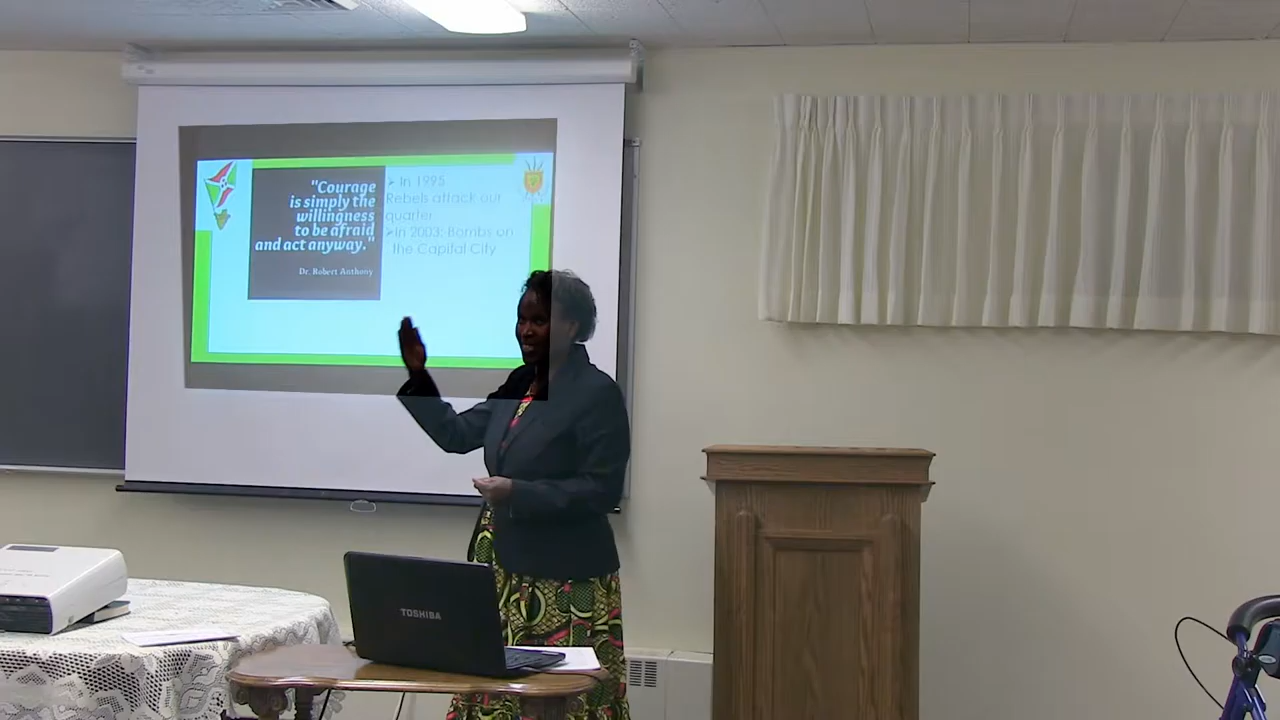 "Courage
is simply the
willingness
to be afraid
and act anyway."
Dr. Robert Anthony
➢ In 1995
Rebels attack our
quarter
➢In 2003: Bombs on
the Capital City
TOSHIBA